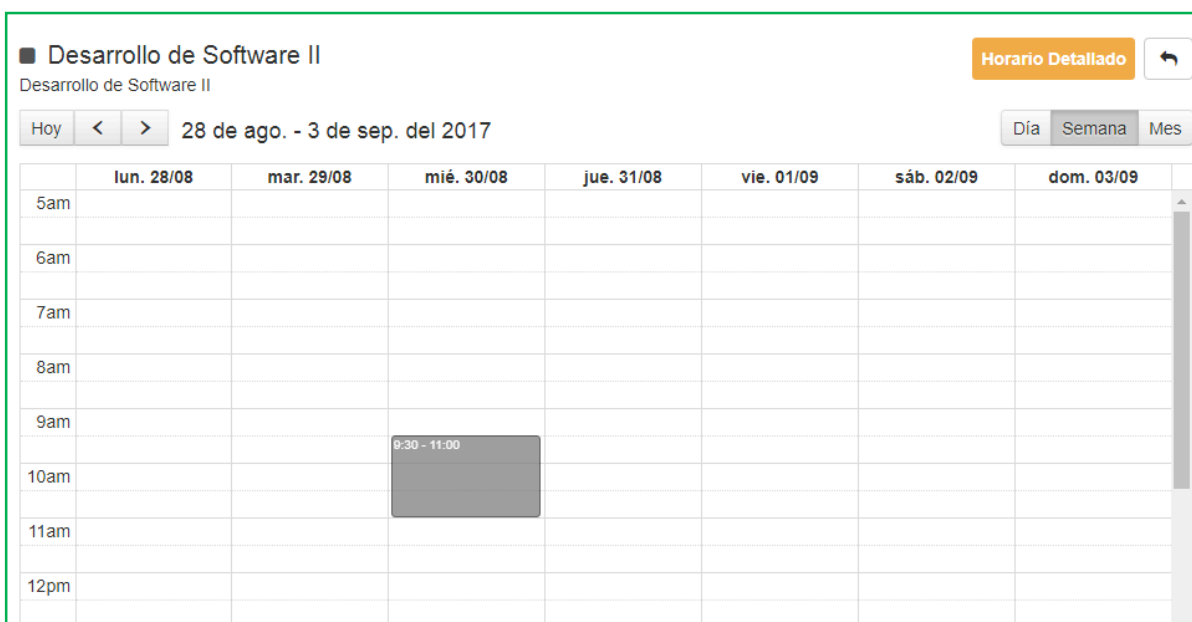 Desarrollo de Software II
Horario Detallado
Desarrollo de Software II
Hoy < > 28 de ago. - 3 de sep. del 2017 Día Semana Mes
lun. 28/08 mar. 29/08 mié. 30/08 jue. 31/08 vie. 01/09 sáb. 02/09 dom. 03/09
5am
6am
7am
8am
9am
9:30 - 11:00
10am
11am
12pm